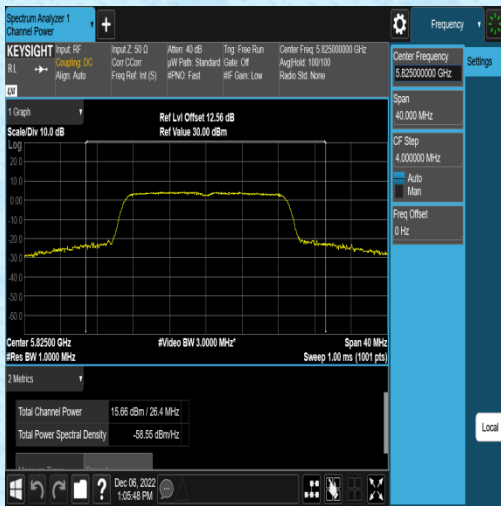 Spectrum Analyzer 1
Channel Power
+
Frequency
Settings
KEYSIGHT
RL
Input: RF
Coupling: DC
Align: Auto
Input Z: 50 Ω
Corr CCorr
Freq Ref: Int (S)
Atten: 40 dB
µW Path: Standard
#PNO: Fast
Trig: Free Run
Gate: Off
#IF Gain: Low
Center Freq: 5.825000000 GHz
Avg|Hold: 100/100
Radio Std: None
Center Frequency
5.825000000 GHz
Span
40.000 MHz
CF Step
4.000000 MHz
Auto
Man
Freq Offset
0 Hz
Local
1 Graph
Scale/Div 10.0 dB
Ref Lvl Offset 12.56 dB
Ref Value 30.00 dBm
Log
20.0
10.0
0.00
-10.0
-20.0
-30.0
-40.0
-50.0
-60.0
Center 5.82500 GHz
#Video BW 3.0000 MHz*
Span 40 MHz
#Res BW 1.0000 MHz
Sweep 1.00 ms (1001 pts)
2 Metrics
Total Channel Power 15.66 dBm / 26.4 MHz
Total Power Spectral Density -58.55 dBm/Hz
?
Dec 06, 2022
1:05:48 PM